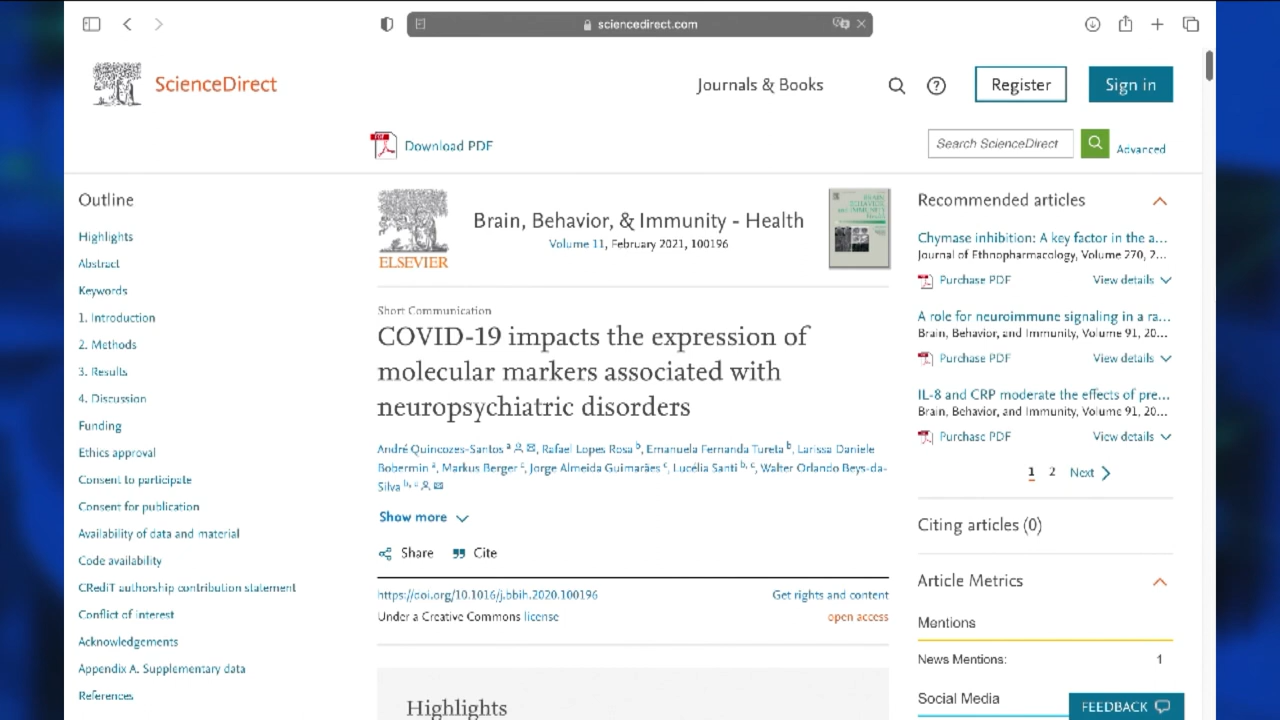 sciencedirect.com
ScienceDirect
Journals & Books
Register
Sign in
Download PDF
Search ScienceDirect
Advanced
Outline
Highlights
Abstract
Keywords
1. Introduction
2. Methods
3. Results
4. Discussion
Funding
Ethics approval
Consent to participate
Consent for publication
Availability of data and material
Code availability
CRediT authorship contribution statement
Conflict of interest
Acknowledgements
Appendix A. Supplementary data
References
ELSEVIER
Brain, Behavior, & Immunity - Health
Volume 11, February 2021, 100196
BRAIN,
BEHAVIOR,
and IMMUNITY
Health
Short Communication
COVID-19 impacts the expression of
molecular markers associated with
neuropsychiatric disorders
André Quincozes-Santos a, Rafael Lopes Rosa b, Emanuela Fernanda Tureta b, Larissa Daniele
Bobermin a, Markus Berger c, Jorge Almeida Guimarães c, Lucélia Santi b, c, Walter Orlando Beys-da-
Silva b, c
Show more
Share Cite
https://doi.org/10.1016/j.bbih.2020.100196
Get rights and content
Under a Creative Commons license
open access
Highlights
Recommended articles
Chymase inhibition: A key factor in the a...
Journal of Ethnopharmacology, Volume 270, 2...
Purchase PDF View details
A role for neuroimmune signaling in a ra...
Brain, Behavior, and Immunity, Volume 91, 20...
Purchase PDF View details
IL-8 and CRP moderate the effects of pre...
Brain, Behavior, and Immunity, Volume 91, 20...
Purchase PDF View details
1 2 Next
Citing articles (0)
Article Metrics
Mentions
News Mentions: 1
Social Media
FEEDBACK